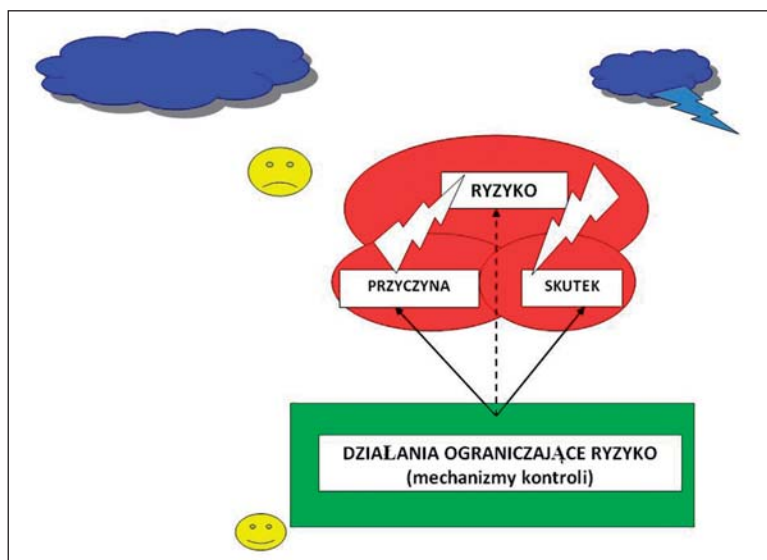 RYZYKO
PRZYCZYNA
SKUTEK
DZIAŁANIA OGRANICZAJĄCE RYZYKO
(mechanizmy kontroli)